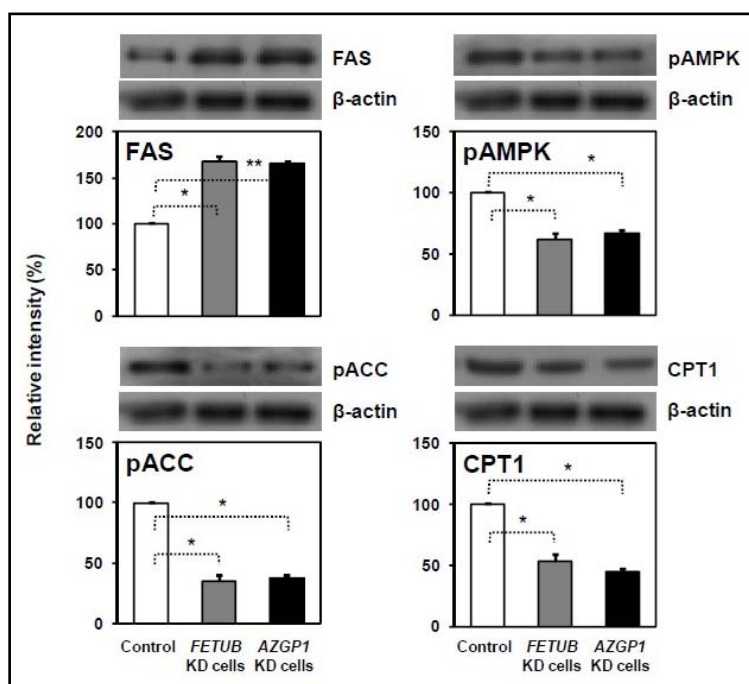 FAS
β-actin
200
150
100
50
0
FAS
*
**
pAMPK
β-actin
150
100
50
0
pAMPK
*
*
Relative intensity (%)
pACC
β-actin
150
100
50
0
pACC
*
*
Control
FETUB
KD cells
AZGP1
KD cells
CPT1
β-actin
150
100
50
0
CPT1
*
*
Control
FETUB
KD cells
AZGP1
KD cells